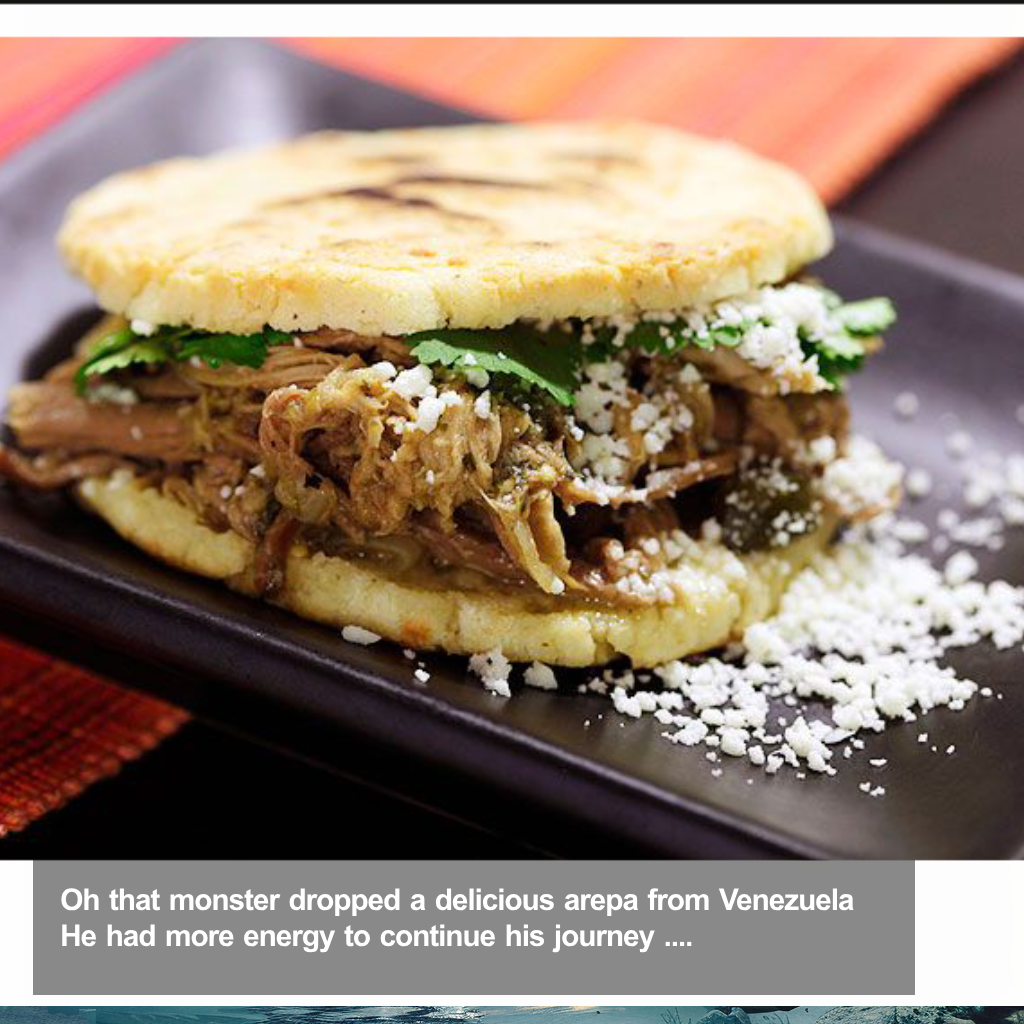 Oh that monster dropped a delicious arepa from Venezuela
He had more energy to continue his journey ....